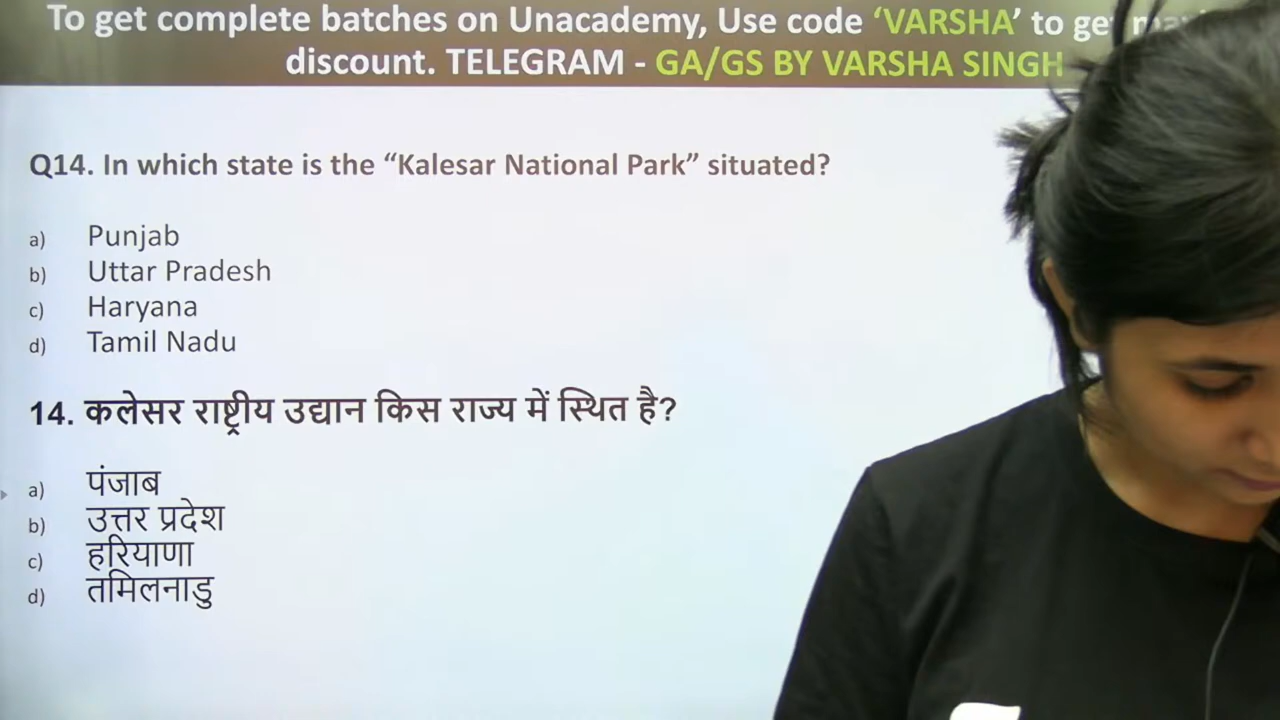 To get complete batches on Unacademy, Use code ‘VARSHA’ to get
discount. TELEGRAM - GA/GS BY VARSHA SINGH
Q14. In which state is the “Kalesar National Park” situated?
a) Punjab
b) Uttar Pradesh
c) Haryana
d) Tamil Nadu
14. कलेसर राष्ट्रीय उद्यान किस राज्य में स्थित है?
a) पंजाब
b) उत्तर प्रदेश
c) हरियाणा
d) तमिलनाडु